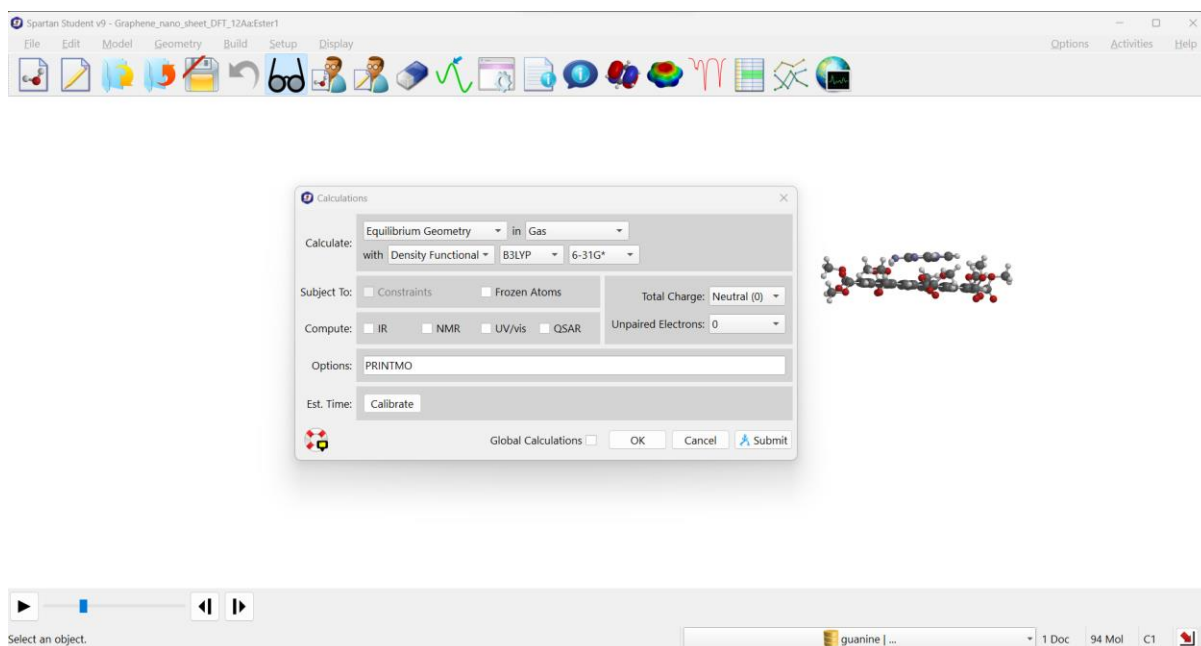 Spartan Student v9 - Graphene_nano_sheet_DFT_12Aa:Ester1
File Edit Model Geometry Build Setup Display Options Activities Help
Calculations
Calculate: Equilibrium Geometry in Gas
with Density Functional B3LYP 6-31G*
Subject To: Constraints Frozen Atoms
Total Charge: Neutral (0)
Compute: IR NMR UV/vis QSAR
Unpaired Electrons: 0
Options: PRINTMO
Est. Time: Calibrate
Global Calculations OK Cancel Submit
Select an object.
guanine | ... 1 Doc 94 Mol C1